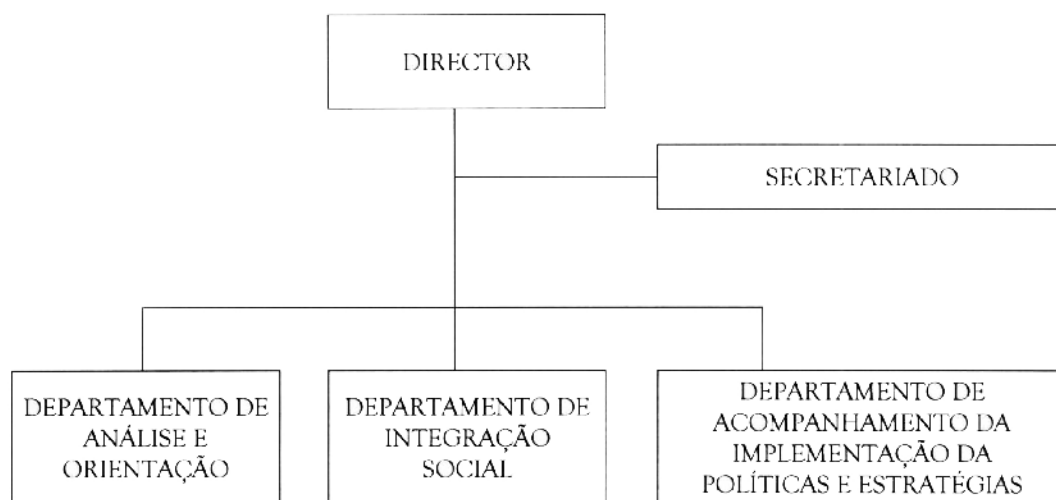 DIRECTOR
SECRETARIADO
DEPARTAMENTO DE
ANÁLISE E
ORIENTAÇÃO
DEPARTAMENTO DE
INTEGRAÇÃO
SOCIAL
DEPARTAMENTO DE
ACOMPANHAMENTO DA
IMPLEMENTAÇÃO DA
POLÍTICAS E ESTRATÉGIAS